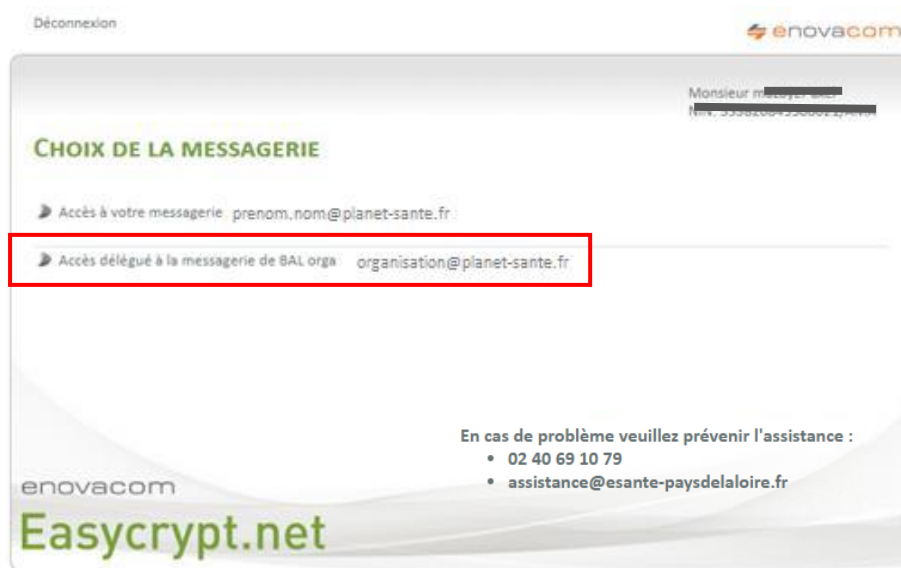 Déconnexion
enovacom
Monsieur
NIN:
CHOIX DE LA MESSAGERIE
Accès à votre messagerie prenom.nom@planet-sante.fr
Accès délégué à la messagerie de BAL orga organisation@planet-sante.fr
En cas de problème veuillez prévenir l'assistance :
• 02 40 69 10 79
• assistance@esante-paysdelaloire.fr
enovacom
Easycrypt.net